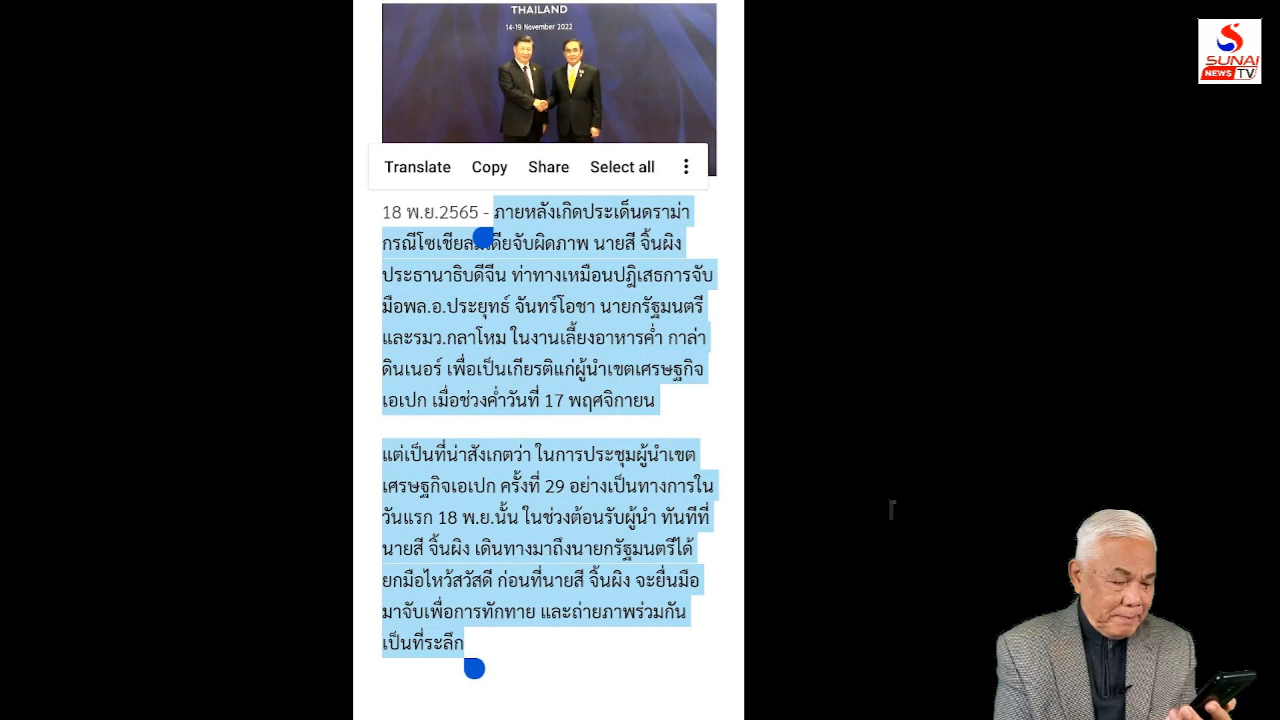 THAILAND
14-19 November 2022
SUNAI
NEWS TV
Translate Copy Share Select all
18 พ.ย.2565 - ภายหลังเกิดประเด็นดราม่า
กรณีโซเชียลมีเดียจับผิดภาพ นายสี จิ้นผิง
ประธานาธิบดีจีน ท่าทางเหมือนปฎิเสธการจับ
มือพล.อ.ประยุทธ์ จันทร์โอชา นายกรัฐมนตรี
และรมว.กลาโหม ในงานเลี้ยงอาหารค่ำ กาล่า
ดินเนอร์ เพื่อเป็นเกียรติแก่ผู้นำเขตเศรษฐกิจ
เอเปก เมื่อช่วงค่ำวันที่ 17 พฤศจิกายน
แต่เป็นที่น่าสังเกตว่า ในการประชุมผู้นำเขต
เศรษฐกิจเอเปก ครั้งที่ 29 อย่างเป็นทางการใน
วันแรก 18 พ.ย.นั้น ในช่วงต้อนรับผู้นำ ทันทีที่
นายสี จิ้นผิง เดินทางมาถึงนายกรัฐมนตรีได้
ยกมือไหว้สวัสดี ก่อนที่นายสี จิ้นผิง จะยื่นมือ
มาจับเพื่อการทักทาย และถ่ายภาพร่วมกัน
เป็นที่ระลึก